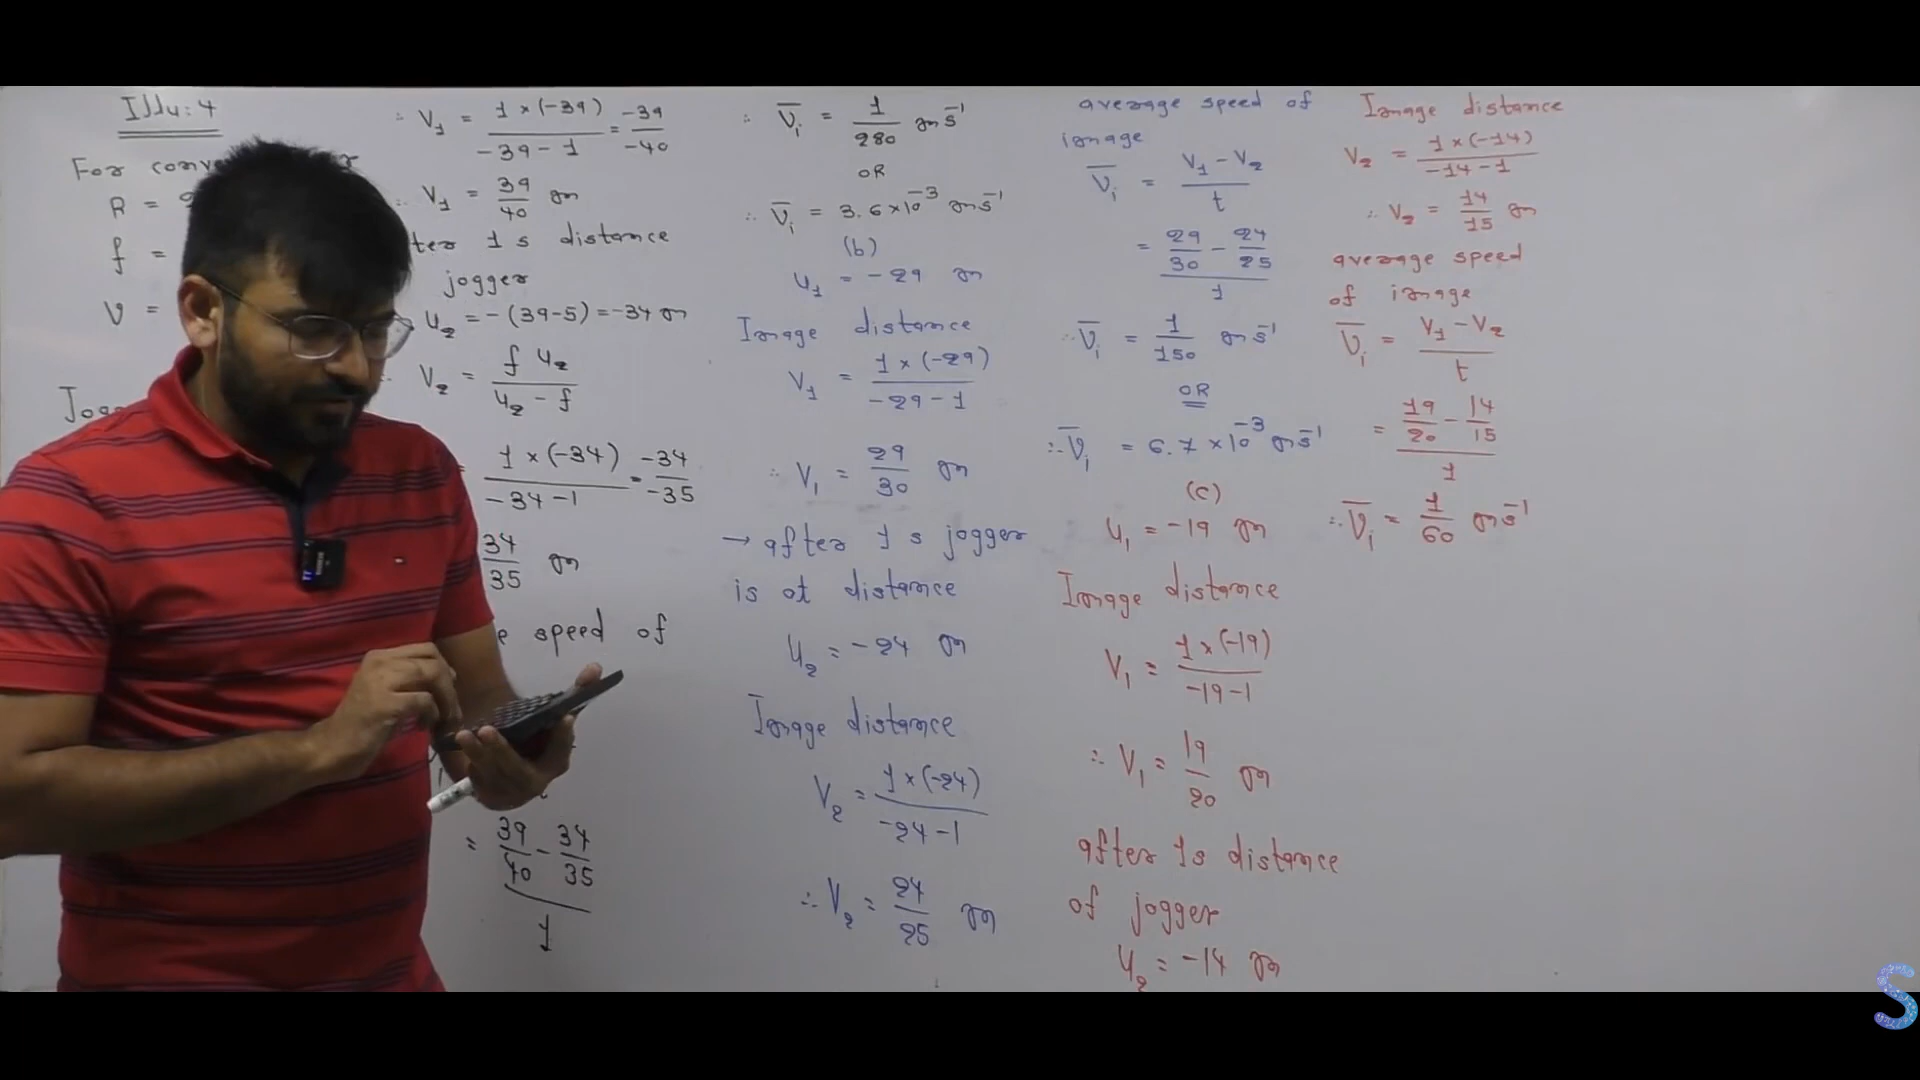 Illu: 4
For conve
R =
f =
V =
∴ V₁ = 1×(-39) / -39-1 = -39 / -40
∴ V₁ = 39/40 m
ter 1 s distance
jogger
u₂ = -(39-5) = -34 m
∴ V₂ = f u₂ / u₂ - f
= 1×(-34) / -34-1 = -34 / -35
34/35 m
e speed of
= (39/40 - 34/35) / 1
∴ V̅ᵢ = 1/280 ms⁻¹
OR
∴ V̅ᵢ = 3.6×10⁻³ ms⁻¹
(b)
u₁ = -29 m
Image distance
V₁ = 1×(-29) / -29-1
∴ V₁ = 29/30 m
→ after 1 s jogger
is at distance
u₂ = -24 m
Image distance
V₂ = 1×(-24) / -24-1
∴ V₂ = 24/25 m
average speed of
image
V̅ᵢ = V₁-V₂ / t
= (29/30 - 24/25) / 1
∴ V̅ᵢ = 1/150 ms⁻¹
OR
∴ V̅ᵢ = 6.7×10⁻³ ms⁻¹
(c)
u₁ = -19 m
Image distance
V₁ = 1×(-19) / -19-1
∴ V₁ = 19/20 m
after 1s distance
of jogger
u₂ = -14 m
Image distance
V₂ = 1×(-14) / -14-1
∴ V₂ = 14/15 m
average speed
of image
V̅ᵢ = V₁-V₂ / t
= (19/20 - 14/15) / 1
∴ V̅ᵢ = 1/60 ms⁻¹
S